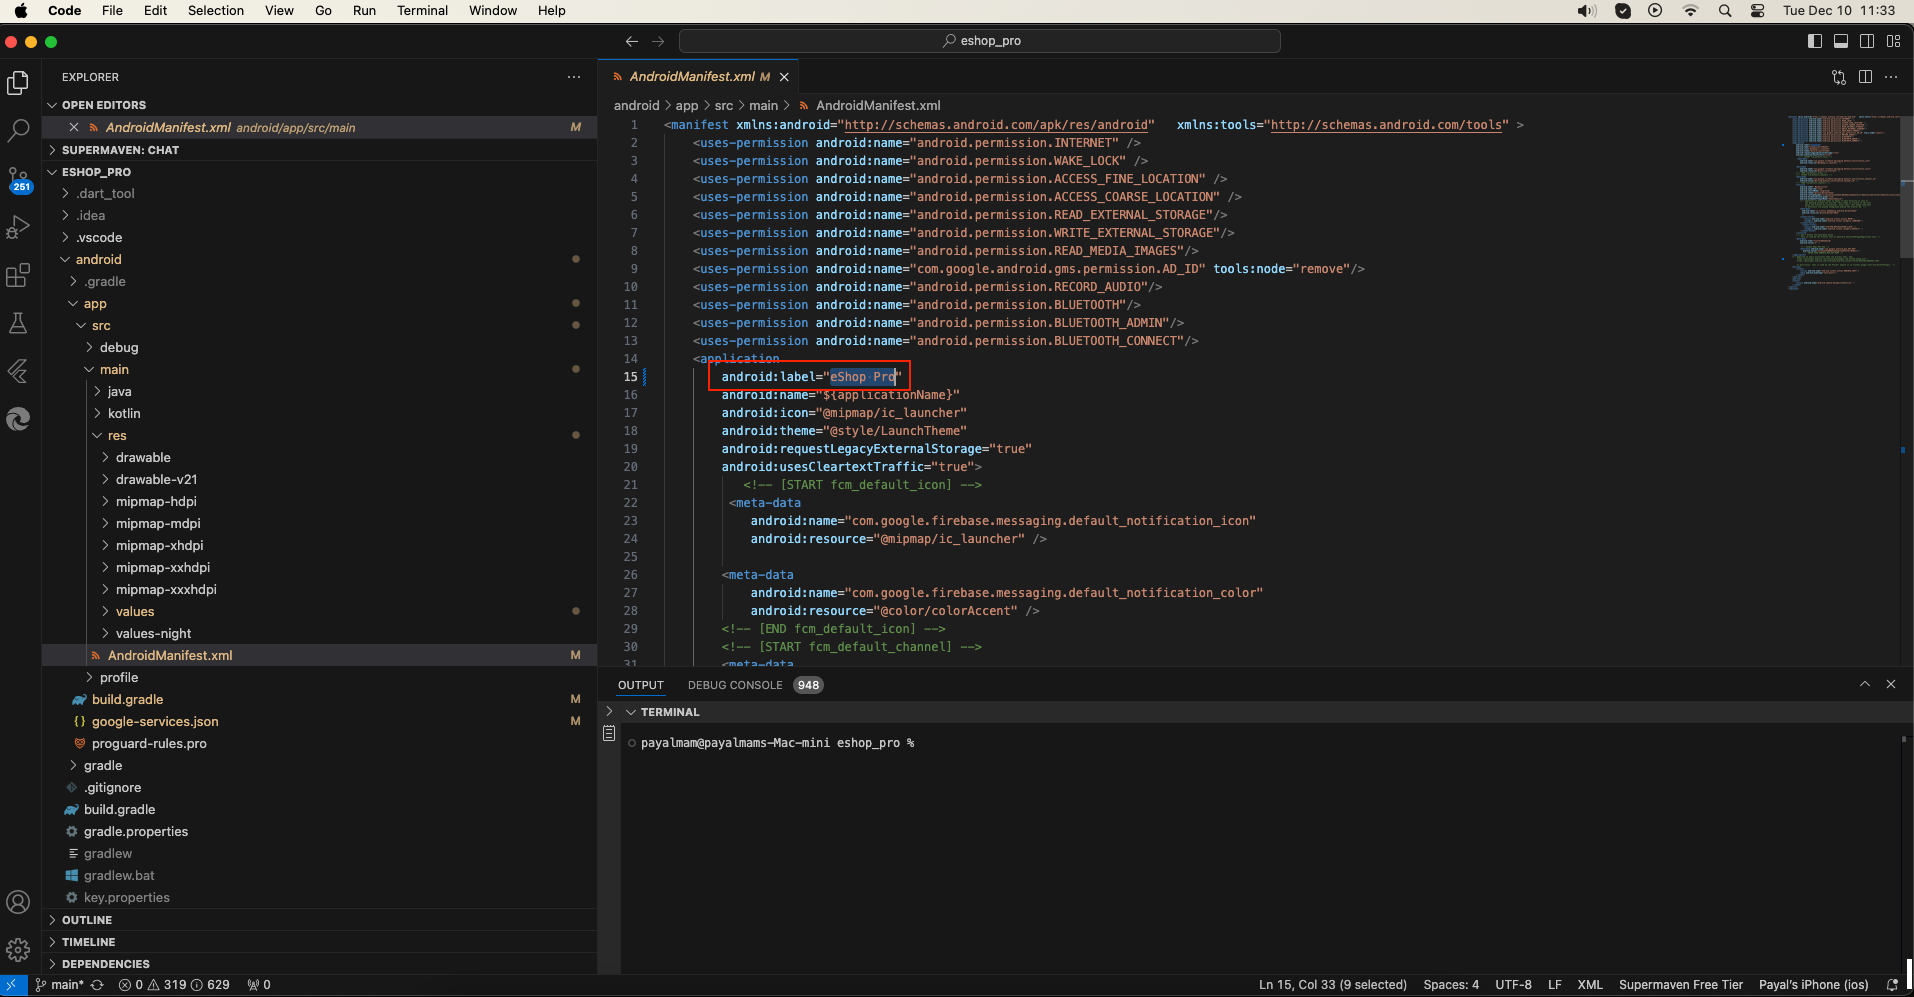 Code File Edit Selection View Go Run Terminal Window Help Tue Dec 10 11:33
eshop_pro
EXPLORER
OPEN EDITORS
AndroidManifest.xml android/app/src/main M
SUPERMAVEN: CHAT
ESHOP_PRO
.dart_tool
.idea
.vscode
android
.gradle
app
src
debug
main
java
kotlin
res
drawable
drawable-v21
mipmap-hdpi
mipmap-mdpi
mipmap-xhdpi
mipmap-xxhdpi
mipmap-xxxhdpi
values
values-night
AndroidManifest.xml M
profile
build.gradle M
google-services.json M
proguard-rules.pro
gradle
.gitignore
build.gradle
gradle.properties
gradlew
gradlew.bat
key.properties
OUTLINE
TIMELINE
DEPENDENCIES
251
AndroidManifest.xml M
android > app > src > main > AndroidManifest.xml
1 <manifest xmlns:android="http://schemas.android.com/apk/res/android" xmlns:tools="http://schemas.android.com/tools" >
2 <uses-permission android:name="android.permission.INTERNET" />
3 <uses-permission android:name="android.permission.WAKE_LOCK" />
4 <uses-permission android:name="android.permission.ACCESS_FINE_LOCATION" />
5 <uses-permission android:name="android.permission.ACCESS_COARSE_LOCATION" />
6 <uses-permission android:name="android.permission.READ_EXTERNAL_STORAGE"/>
7 <uses-permission android:name="android.permission.WRITE_EXTERNAL_STORAGE"/>
8 <uses-permission android:name="android.permission.READ_MEDIA_IMAGES"/>
9 <uses-permission android:name="com.google.android.gms.permission.AD_ID" tools:node="remove"/>
10 <uses-permission android:name="android.permission.RECORD_AUDIO"/>
11 <uses-permission android:name="android.permission.BLUETOOTH"/>
12 <uses-permission android:name="android.permission.BLUETOOTH_ADMIN"/>
13 <uses-permission android:name="android.permission.BLUETOOTH_CONNECT"/>
14 <application
15 android:label="eShop Pro"
16 android:name="${applicationName}"
17 android:icon="@mipmap/ic_launcher"
18 android:theme="@style/LaunchTheme"
19 android:requestLegacyExternalStorage="true"
20 android:usesCleartextTraffic="true">
21 <!-- [START fcm_default_icon] -->
22 <meta-data
23 android:name="com.google.firebase.messaging.default_notification_icon"
24 android:resource="@mipmap/ic_launcher" />
25
26 <meta-data
27 android:name="com.google.firebase.messaging.default_notification_color"
28 android:resource="@color/colorAccent" />
29 <!-- [END fcm_default_icon] -->
30 <!-- [START fcm_default_channel] -->
31 <meta-data
OUTPUT DEBUG CONSOLE 948
TERMINAL
payalmam@payalmams-Mac-mini eshop_pro %
main* 0 319 629 0 Ln 15, Col 33 (9 selected) Spaces: 4 UTF-8 LF XML Supermaven Free Tier Payal's iPhone (ios)